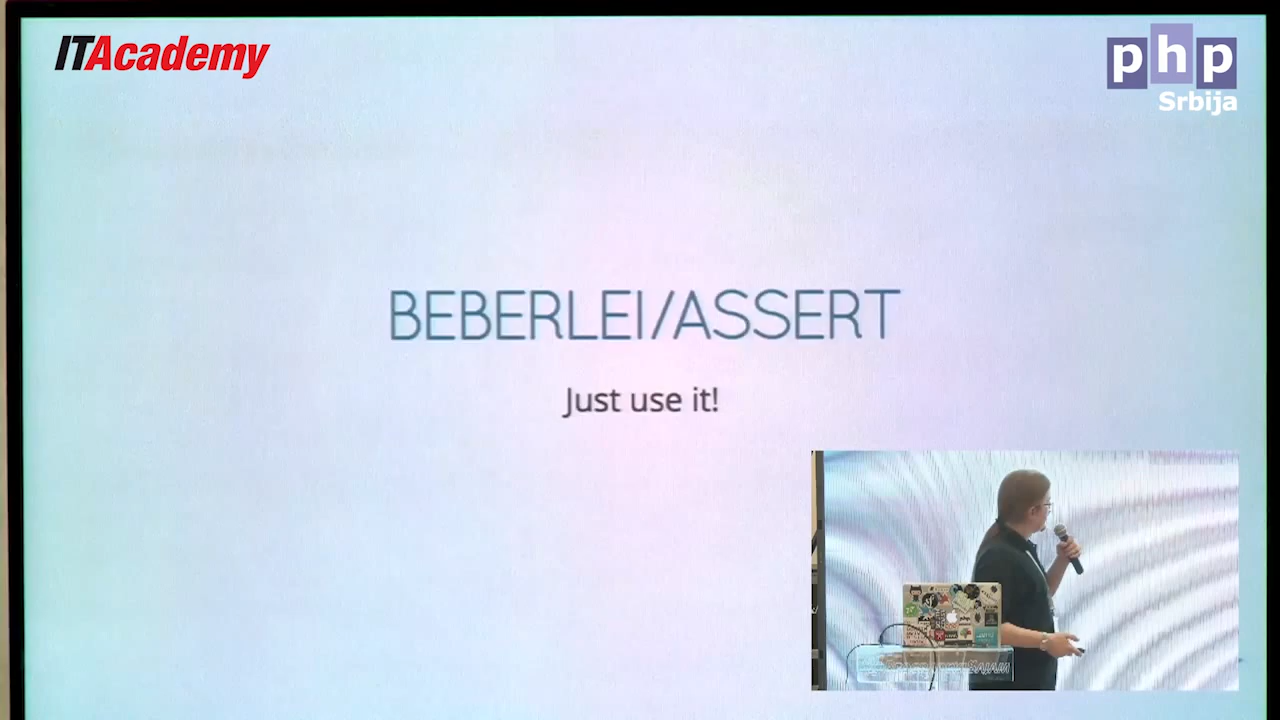 ITAcademy
php
Srbija
BEBERLEI/ASSERT
Just use it!